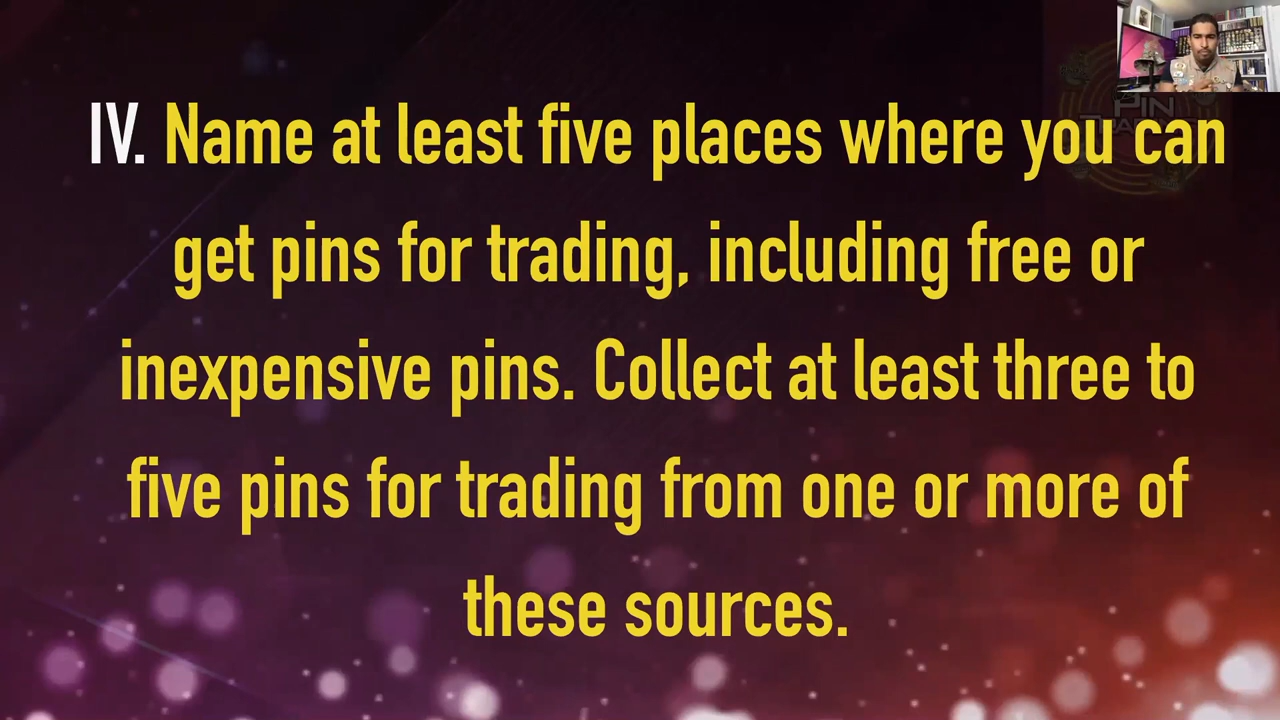 IV. Name at least five places where you can
get pins for trading, including free or
inexpensive pins. Collect at least three to
five pins for trading from one or more of
these sources.
PIN